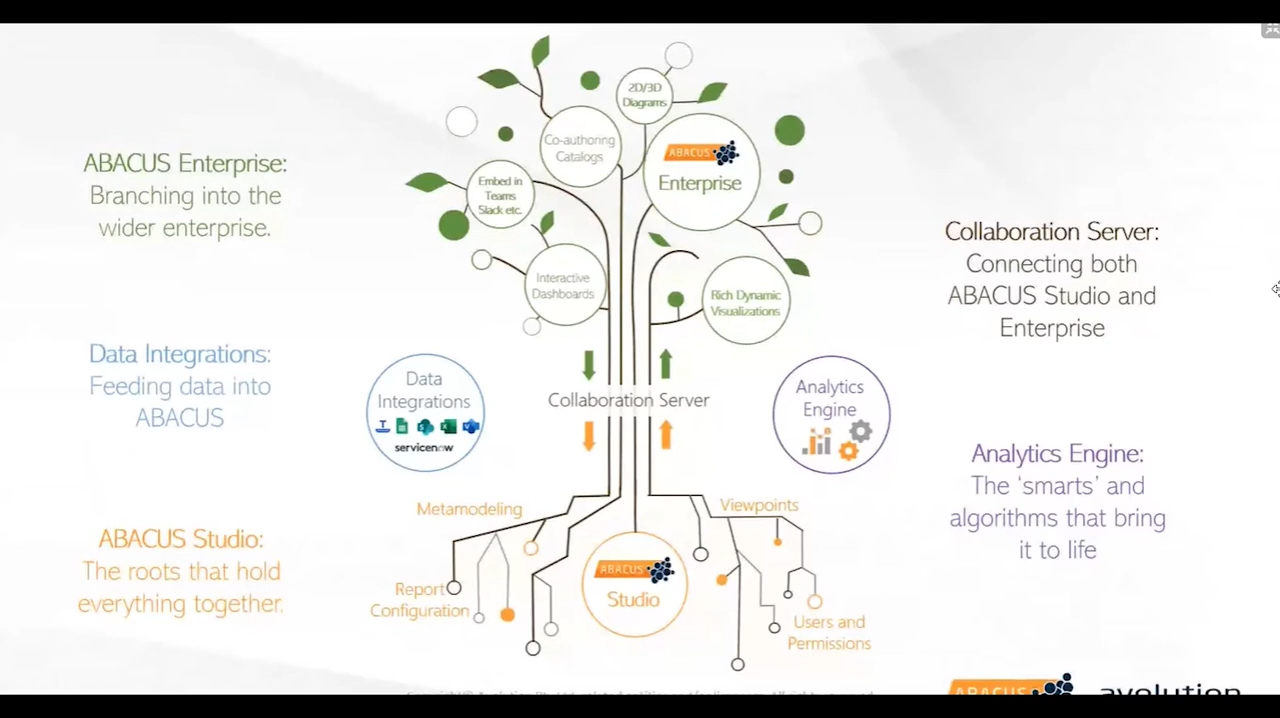 ABACUS Enterprise:
Branching into the
wider enterprise.
Data Integrations:
Feeding data into
ABACUS
ABACUS Studio:
The roots that hold
everything together.
2D/3D
Diagrams
Co-authoring
Catalogs
ABACUS
Enterprise
Embed in
Teams
Slack etc.
Interactive
Dashboards
Rich Dynamic
Visualizations
Data
Integrations
servicenow
Collaboration Server
Analytics
Engine
Metamodeling
Viewpoints
Report
Configuration
ABACUS
Studio
Users and
Permissions
Collaboration Server:
Connecting both
ABACUS Studio and
Enterprise
Analytics Engine:
The ‘smarts’ and
algorithms that bring
it to life
ABACUS
avolution